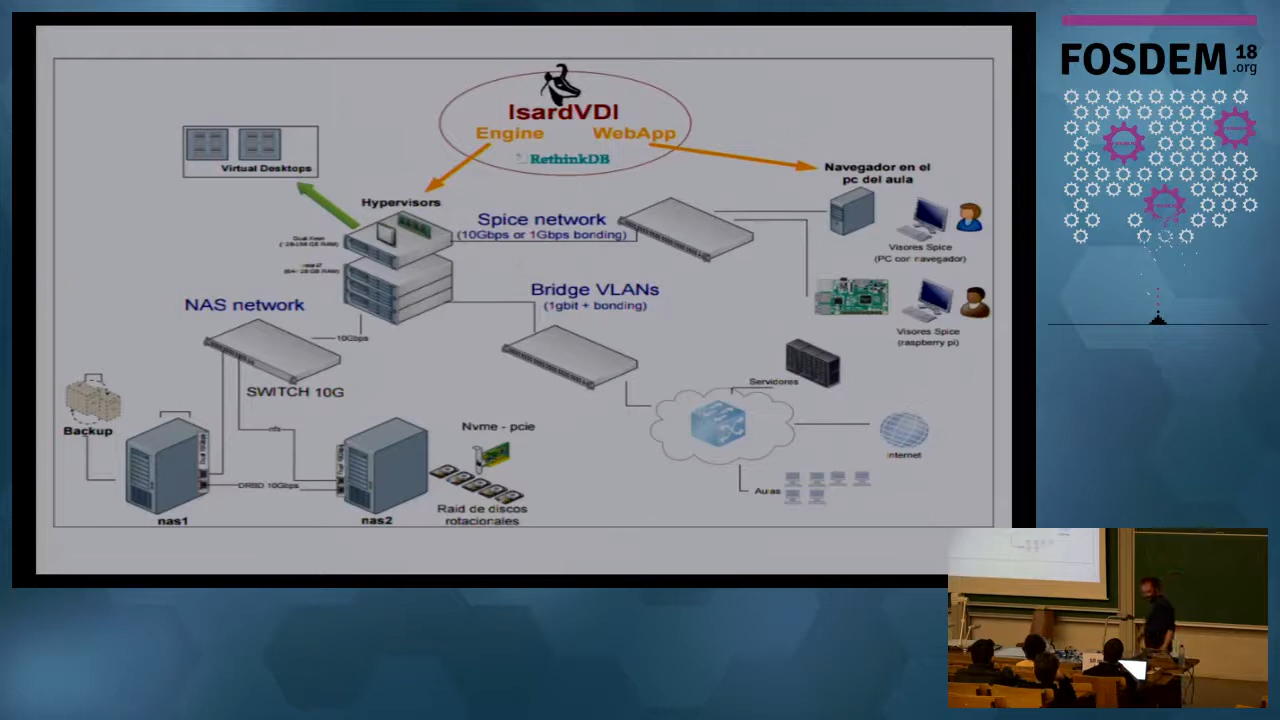 FOSDEM 18
.org
IsardVDI
Engine WebApp
RethinkDB
Virtual Desktops
Navegador en el
pc del aula
Hypervisors
Spice network
(10Gbps or 1Gbps bonding)
Visores Spice
(PC con navegador)
Bridge VLANs
(1gbit + bonding)
NAS network
10Gbps
Visores Spice
(raspberry pi)
SWITCH 10G
Servidores
Backup
Nvme - pcie
Internet
DRBD 10Gbps
Aulas
Raid de discos
rotacionales
nas1
nas2